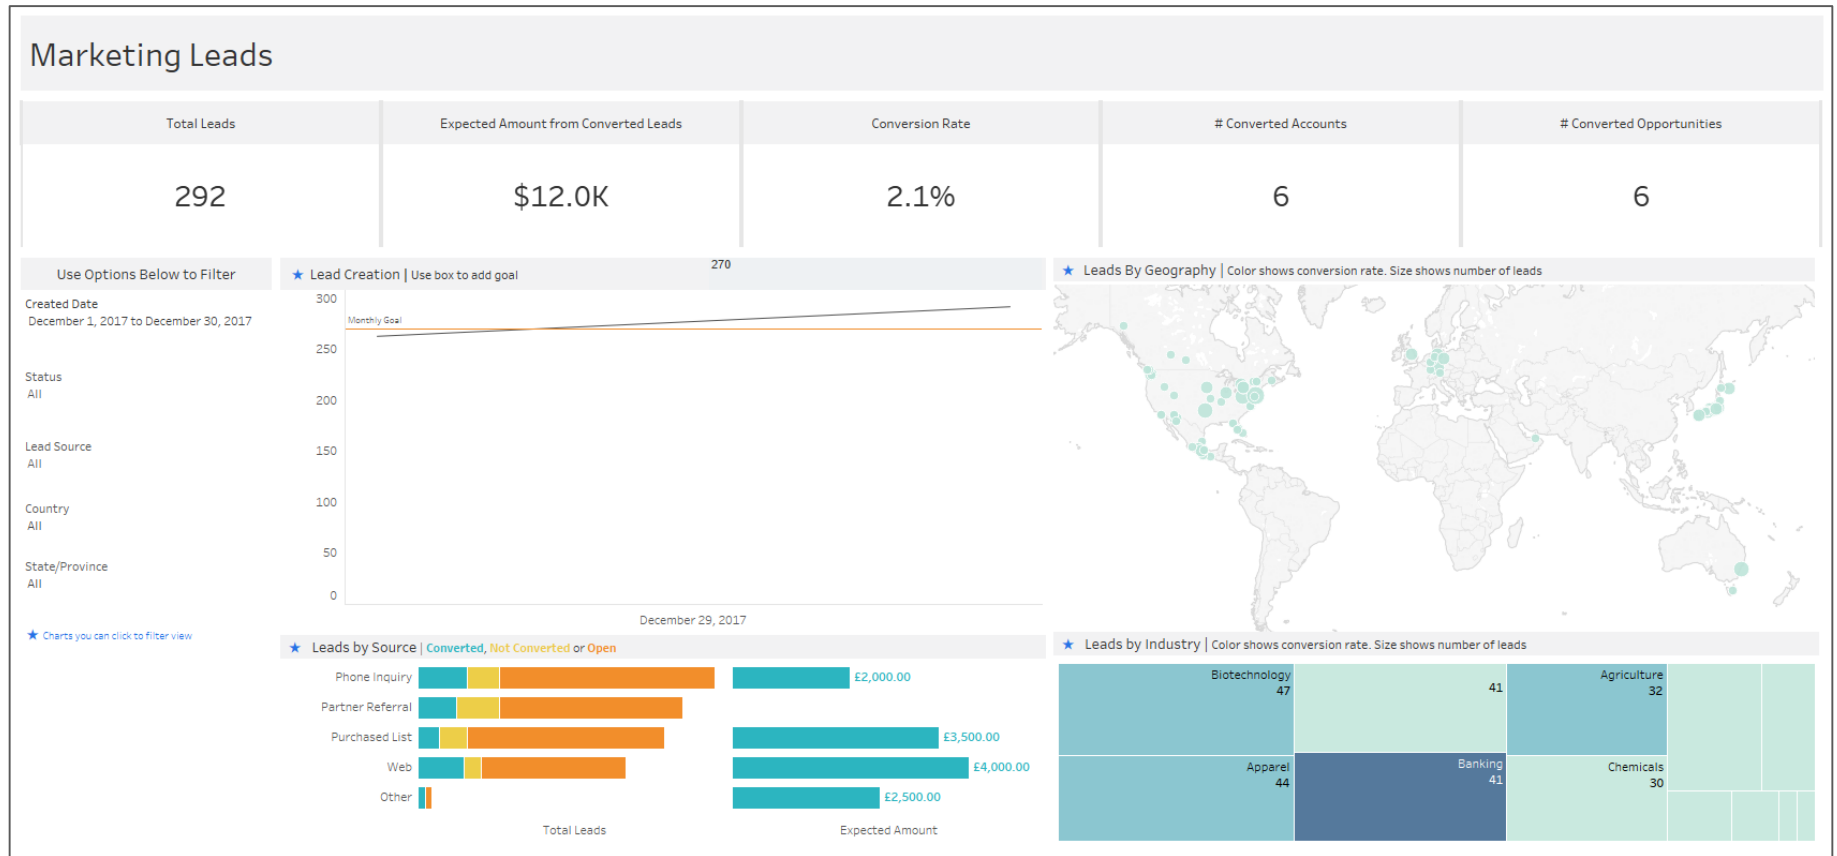 Marketing Leads
Total Leads
Expected Amount from Converted Leads
Conversion Rate
# Converted Accounts
# Converted Opportunities
292
$12.0K
2.1%
6
6
Use Options Below to Filter
Created Date
December 1, 2017 to December 30, 2017
Status
All
Lead Source
All
Country
All
State/Province
All
★ Charts you can click to filter view
★ Lead Creation | Use box to add goal
270
300
Monthly Goal
250
200
150
100
50
0
December 29, 2017
★ Leads By Geography | Color shows conversion rate. Size shows number of leads
★ Leads by Source | Converted, Not Converted or Open
Phone Inquiry
£2,000.00
Partner Referral
Purchased List
£3,500.00
Web
£4,000.00
Other
£2,500.00
Total Leads
Expected Amount
★ Leads by Industry | Color shows conversion rate. Size shows number of leads
Biotechnology
47
41
Agriculture
32
Apparel
44
Banking
41
Chemicals
30